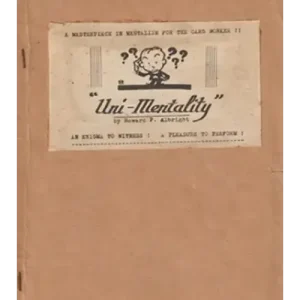 A MASTERPIECE IN MENTALISM FOR THE CARD WORKER !!
?? ??
? ?
"Uni-Mentality"
by Howard P. Albright
AN ENIGMA TO WITNESS ! A PLEASURE TO PERFORM !